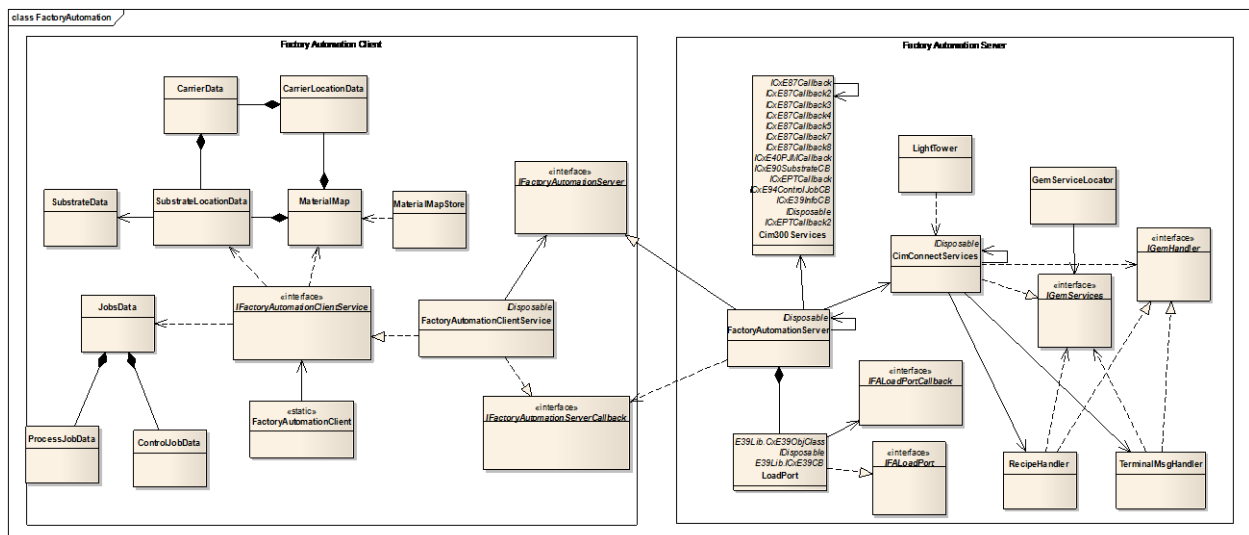 class FactoryAutomation
Factory Automation Client
CarrierData
CarrierLocationData
SubstrateData
SubstrateLocationData
MaterialMap
MaterialMapStore
«interface»
IFactoryAutomationServer
JobsData
«interface»
IFactoryAutomationClientService
IDisposable
FactoryAutomationClientService
«static»
FactoryAutomationClient
«interface»
IFactoryAutomationServerCallback
ProcessJobData
ControlJobData
Factory Automation Server
ICxE87Callback
ICxE87Callback2
ICxE87Callback3
ICxE87Callback4
ICxE87Callback5
ICxE87Callback7
ICxE87Callback8
ICxE40PJMCallback
ICxE90SubstrateCB
ICxEPTCallback
ICxE94ControlJobCB
ICxE39InfoCB
IDisposable
ICxEPTCallback2
Cim300Services
LightTower
GemServiceLocator
IDisposable
CimConnectServices
«interface»
IGemHandler
«interface»
IGemServices
IDisposable
FactoryAutomationServer
«interface»
IFALoadPortCallback
E39Lib.CxE39ObjClass
IDisposable
E39Lib.ICxE39CB
LoadPort
«interface»
IFALoadPort
RecipeHandler
TerminalMsgHandler